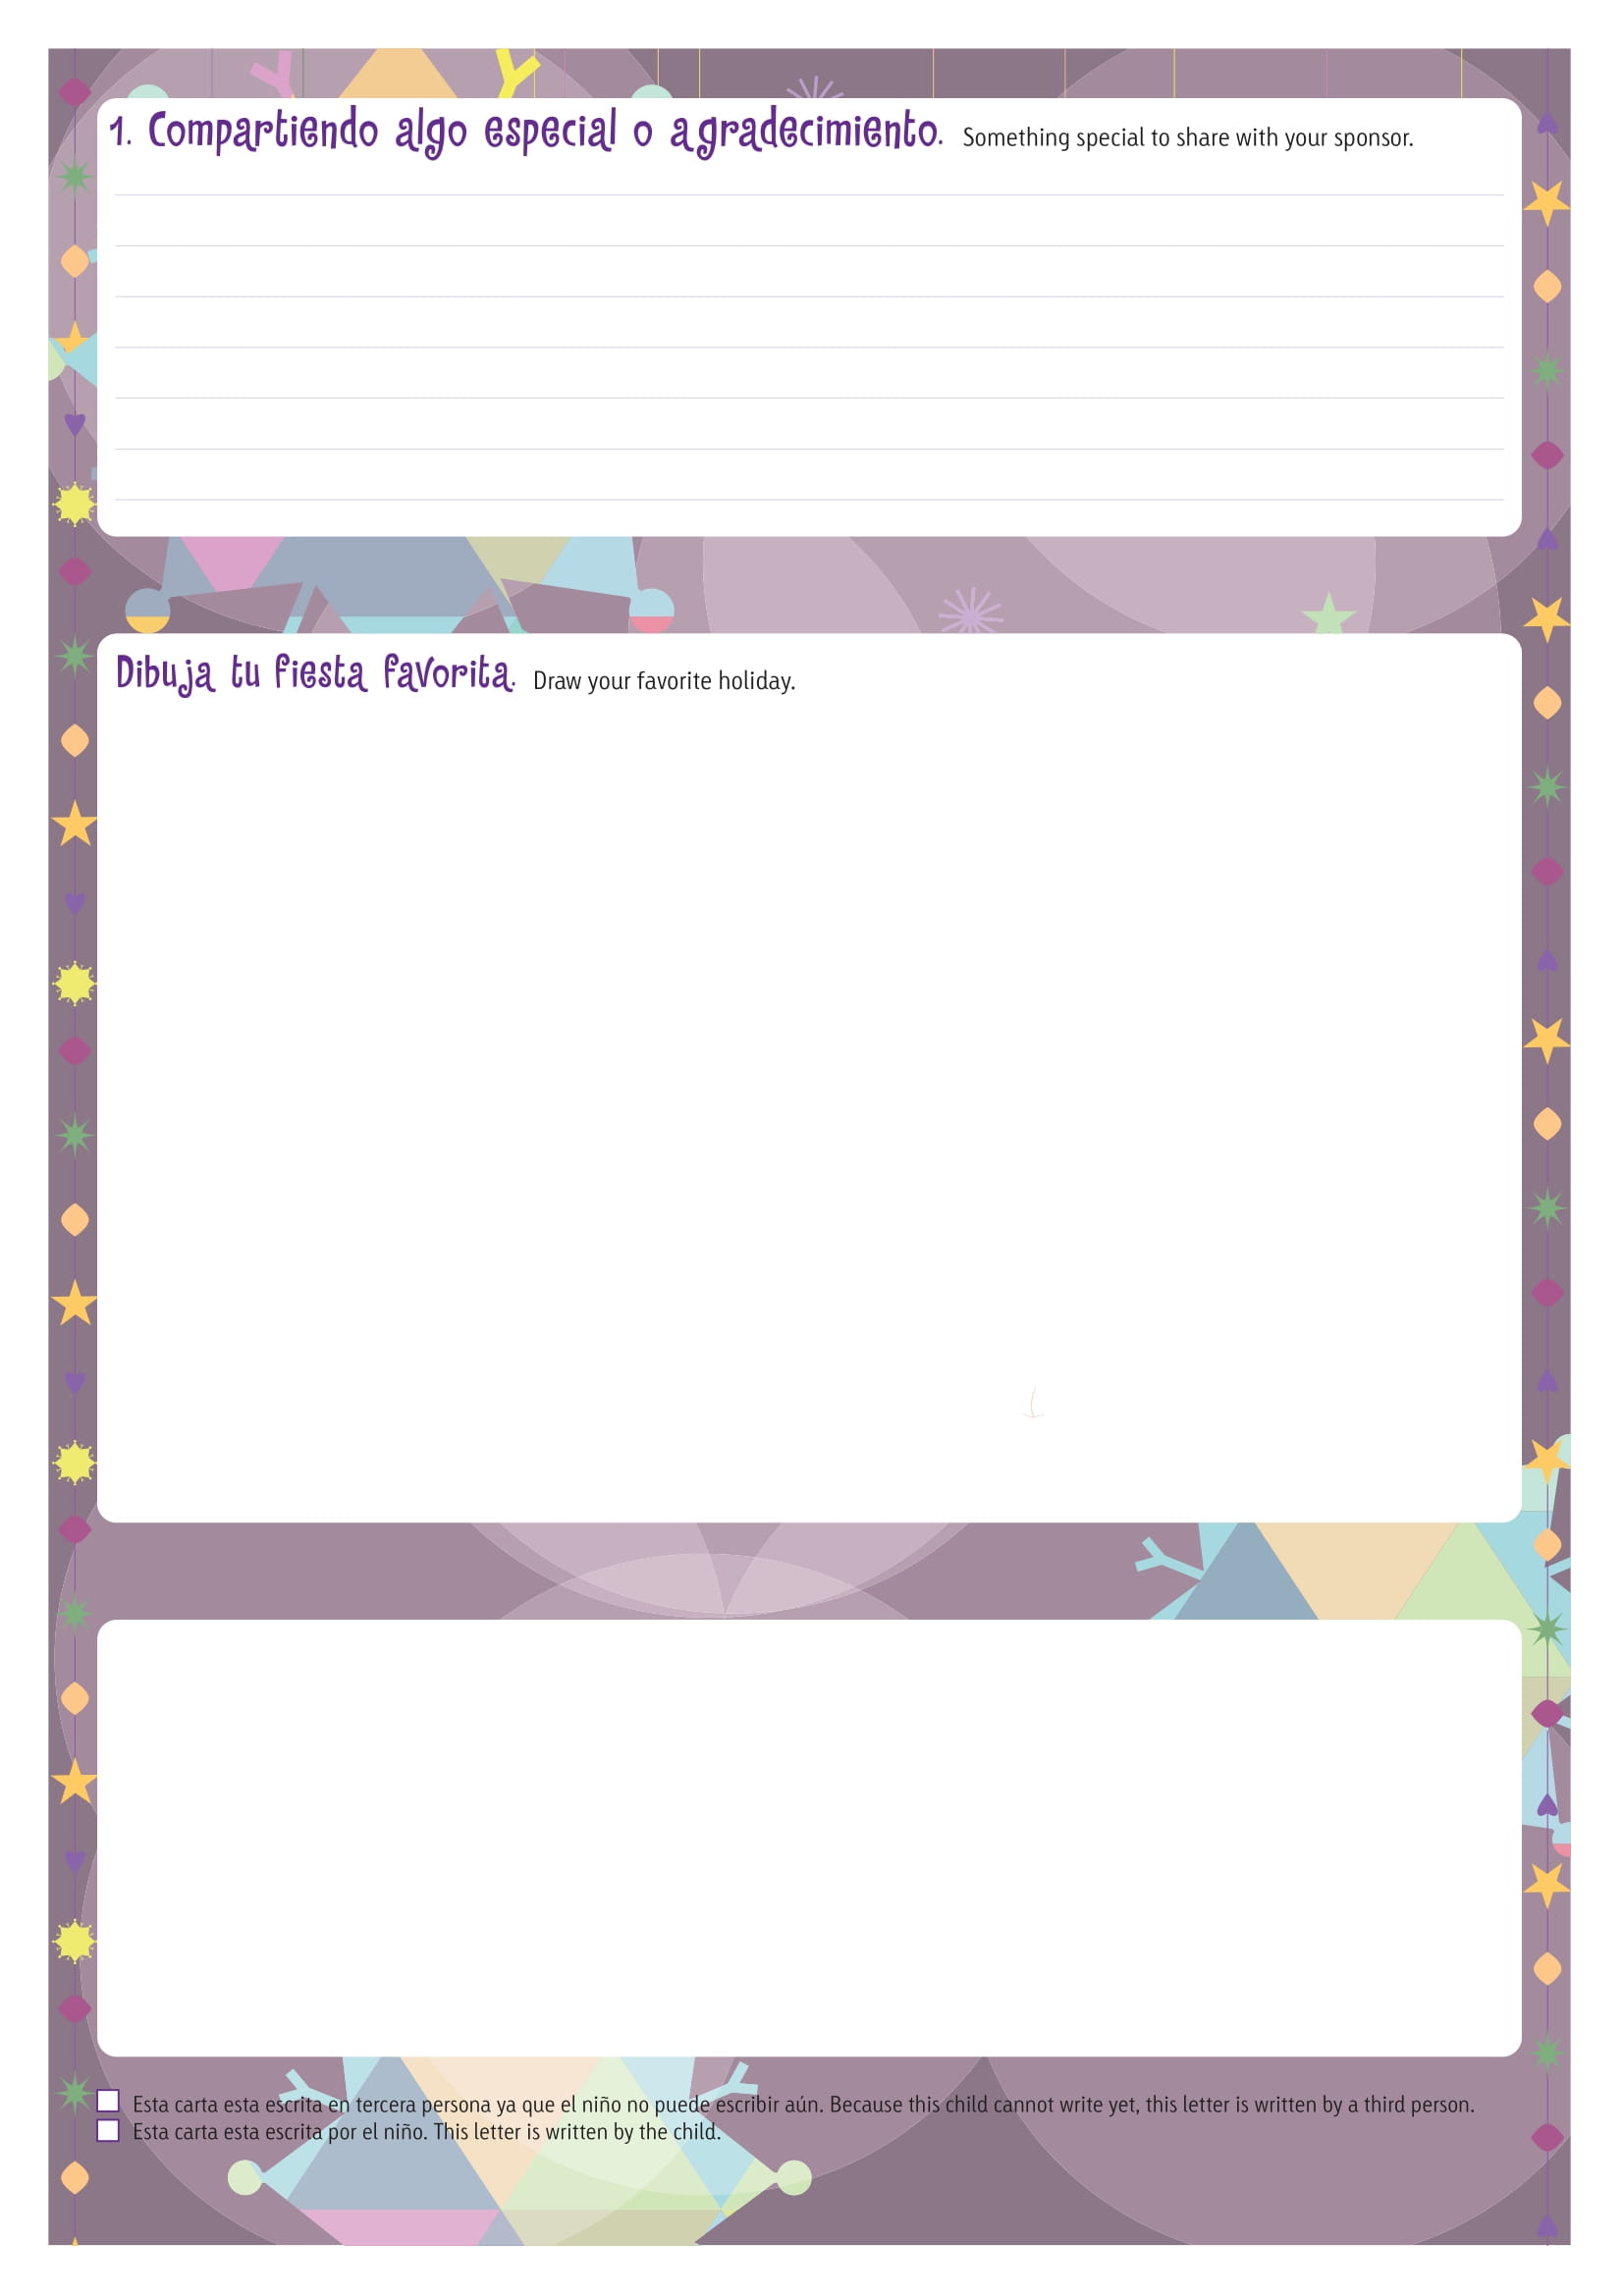 1. Compartiendo algo especial o agradecimiento. Something special to share with your sponsor.
Dibuja tu fiesta favorita. Draw your favorite holiday.
Esta carta esta escrita en tercera persona ya que el niño no puede escribir aún. Because this child cannot write yet, this letter is written by a third person.
Esta carta esta escrita por el niño. This letter is written by the child.